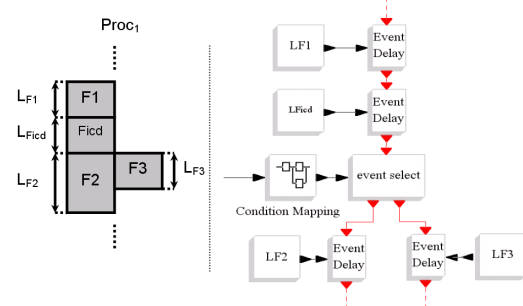 Proc1
LF1
F1
LFicd
Ficd
LF2
F2
F3
LF3
LF1
Event
Delay
LFicd
Event
Delay
event select
Condition Mapping
LF2
Event
Delay
Event
Delay
LF3